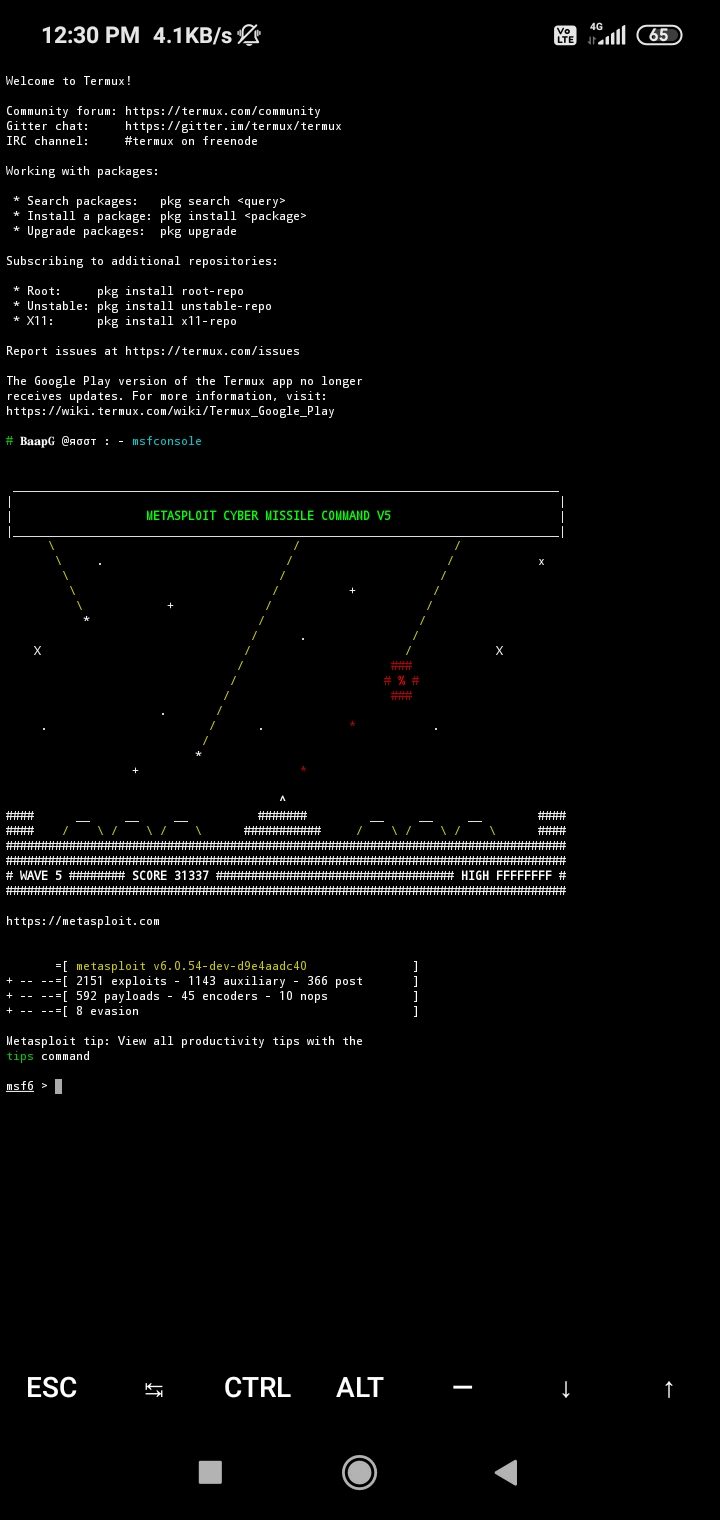 12:30 PM 4.1KB/s Vo LTE 4G 65
Welcome to Termux!
Community forum: https://termux.com/community
Gitter chat:     https://gitter.im/termux/termux
IRC channel:     #termux on freenode
Working with packages:
 * Search packages:   pkg search <query>
 * Install a package: pkg install <package>
 * Upgrade packages:  pkg upgrade
Subscribing to additional repositories:
 * Root:     pkg install root-repo
 * Unstable: pkg install unstable-repo
 * X11:      pkg install x11-repo
Report issues at https://termux.com/issues
The Google Play version of the Termux app no longer
receives updates. For more information, visit:
https://wiki.termux.com/wiki/Termux_Google_Play
# 𝐁𝐚𝐚𝐩𝐆 @яσσт : - msfconsole
METASPLOIT CYBER MISSILE COMMAND V5
# WAVE 5 ######## SCORE 31337 ################################## HIGH FFFFFFFF #
https://metasploit.com
       =[ metasploit v6.0.54-dev-d9e4aadc40               ]
+ -- --=[ 2151 exploits - 1143 auxiliary - 366 post       ]
+ -- --=[ 592 payloads - 45 encoders - 10 nops            ]
+ -- --=[ 8 evasion                                       ]
Metasploit tip: View all productivity tips with the
tips command
msf6 >
ESC ↹ CTRL ALT — ↓ ↑